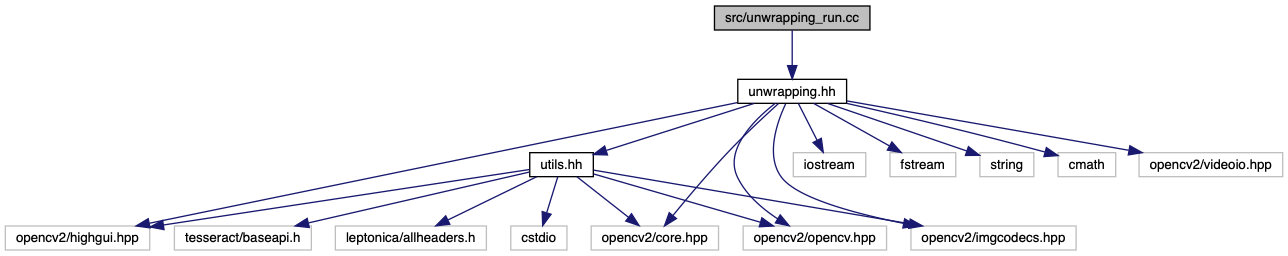 src/unwrapping_run.cc
unwrapping.hh
utils.hh
iostream
fstream
string
cmath
opencv2/videoio.hpp
opencv2/highgui.hpp
tesseract/baseapi.h
leptonica/allheaders.h
cstdio
opencv2/core.hpp
opencv2/opencv.hpp
opencv2/imgcodecs.hpp